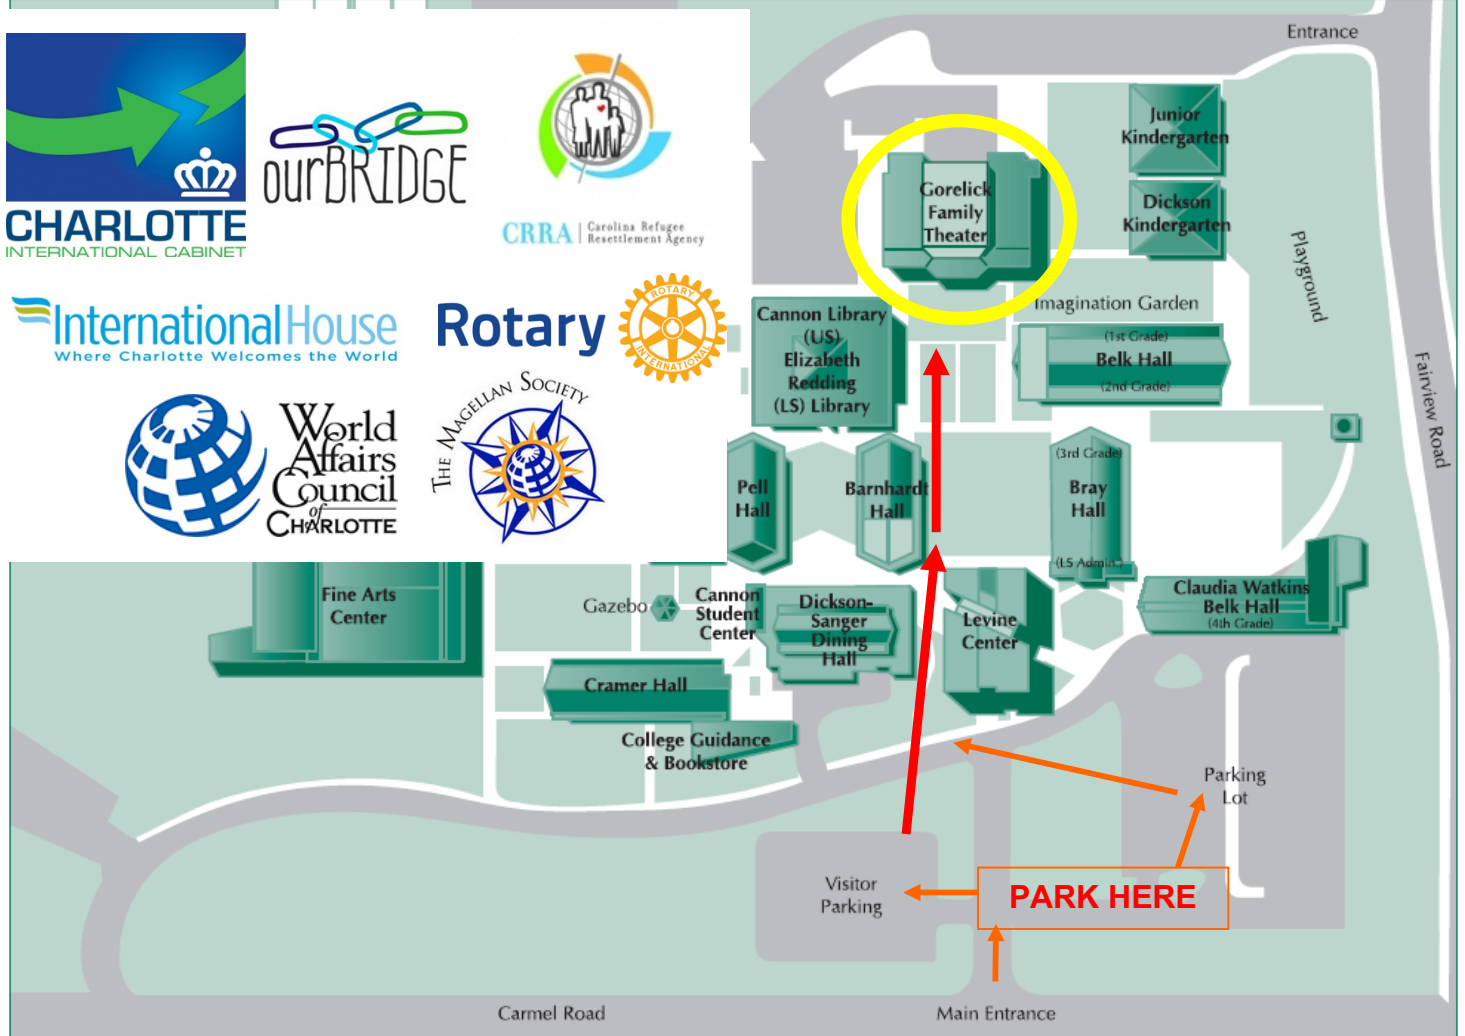 Entrance
CHARLOTTE
INTERNATIONAL CABINET
ourBRIDGE
CRRA
Carolina Refugee
Resettlement Agency
InternationalHouse
Where Charlotte Welcomes the World
Rotary
ROTARY
INTERNATIONAL
World
Affairs
Council
of
CHARLOTTE
THE MAGELLAN SOCIETY
Junior
Kindergarten
Gorelick
Family
Theater
Dickson
Kindergarten
Playground
Imagination Garden
Cannon Library
(US)
Elizabeth
Redding
(LS) Library
(1st Grade)
Belk Hall
(2nd Grade)
Fairview Road
Pell
Hall
Barnhardt
Hall
(3rd Grade)
Bray
Hall
(LS Admin.)
Fine Arts
Center
Gazebo
Cannon
Student
Center
Dickson-
Sanger
Dining
Hall
Levine
Center
Claudia Watkins
Belk Hall
(4th Grade)
Cramer Hall
College Guidance
& Bookstore
Parking
Lot
Visitor
Parking
PARK HERE
Carmel Road
Main Entrance